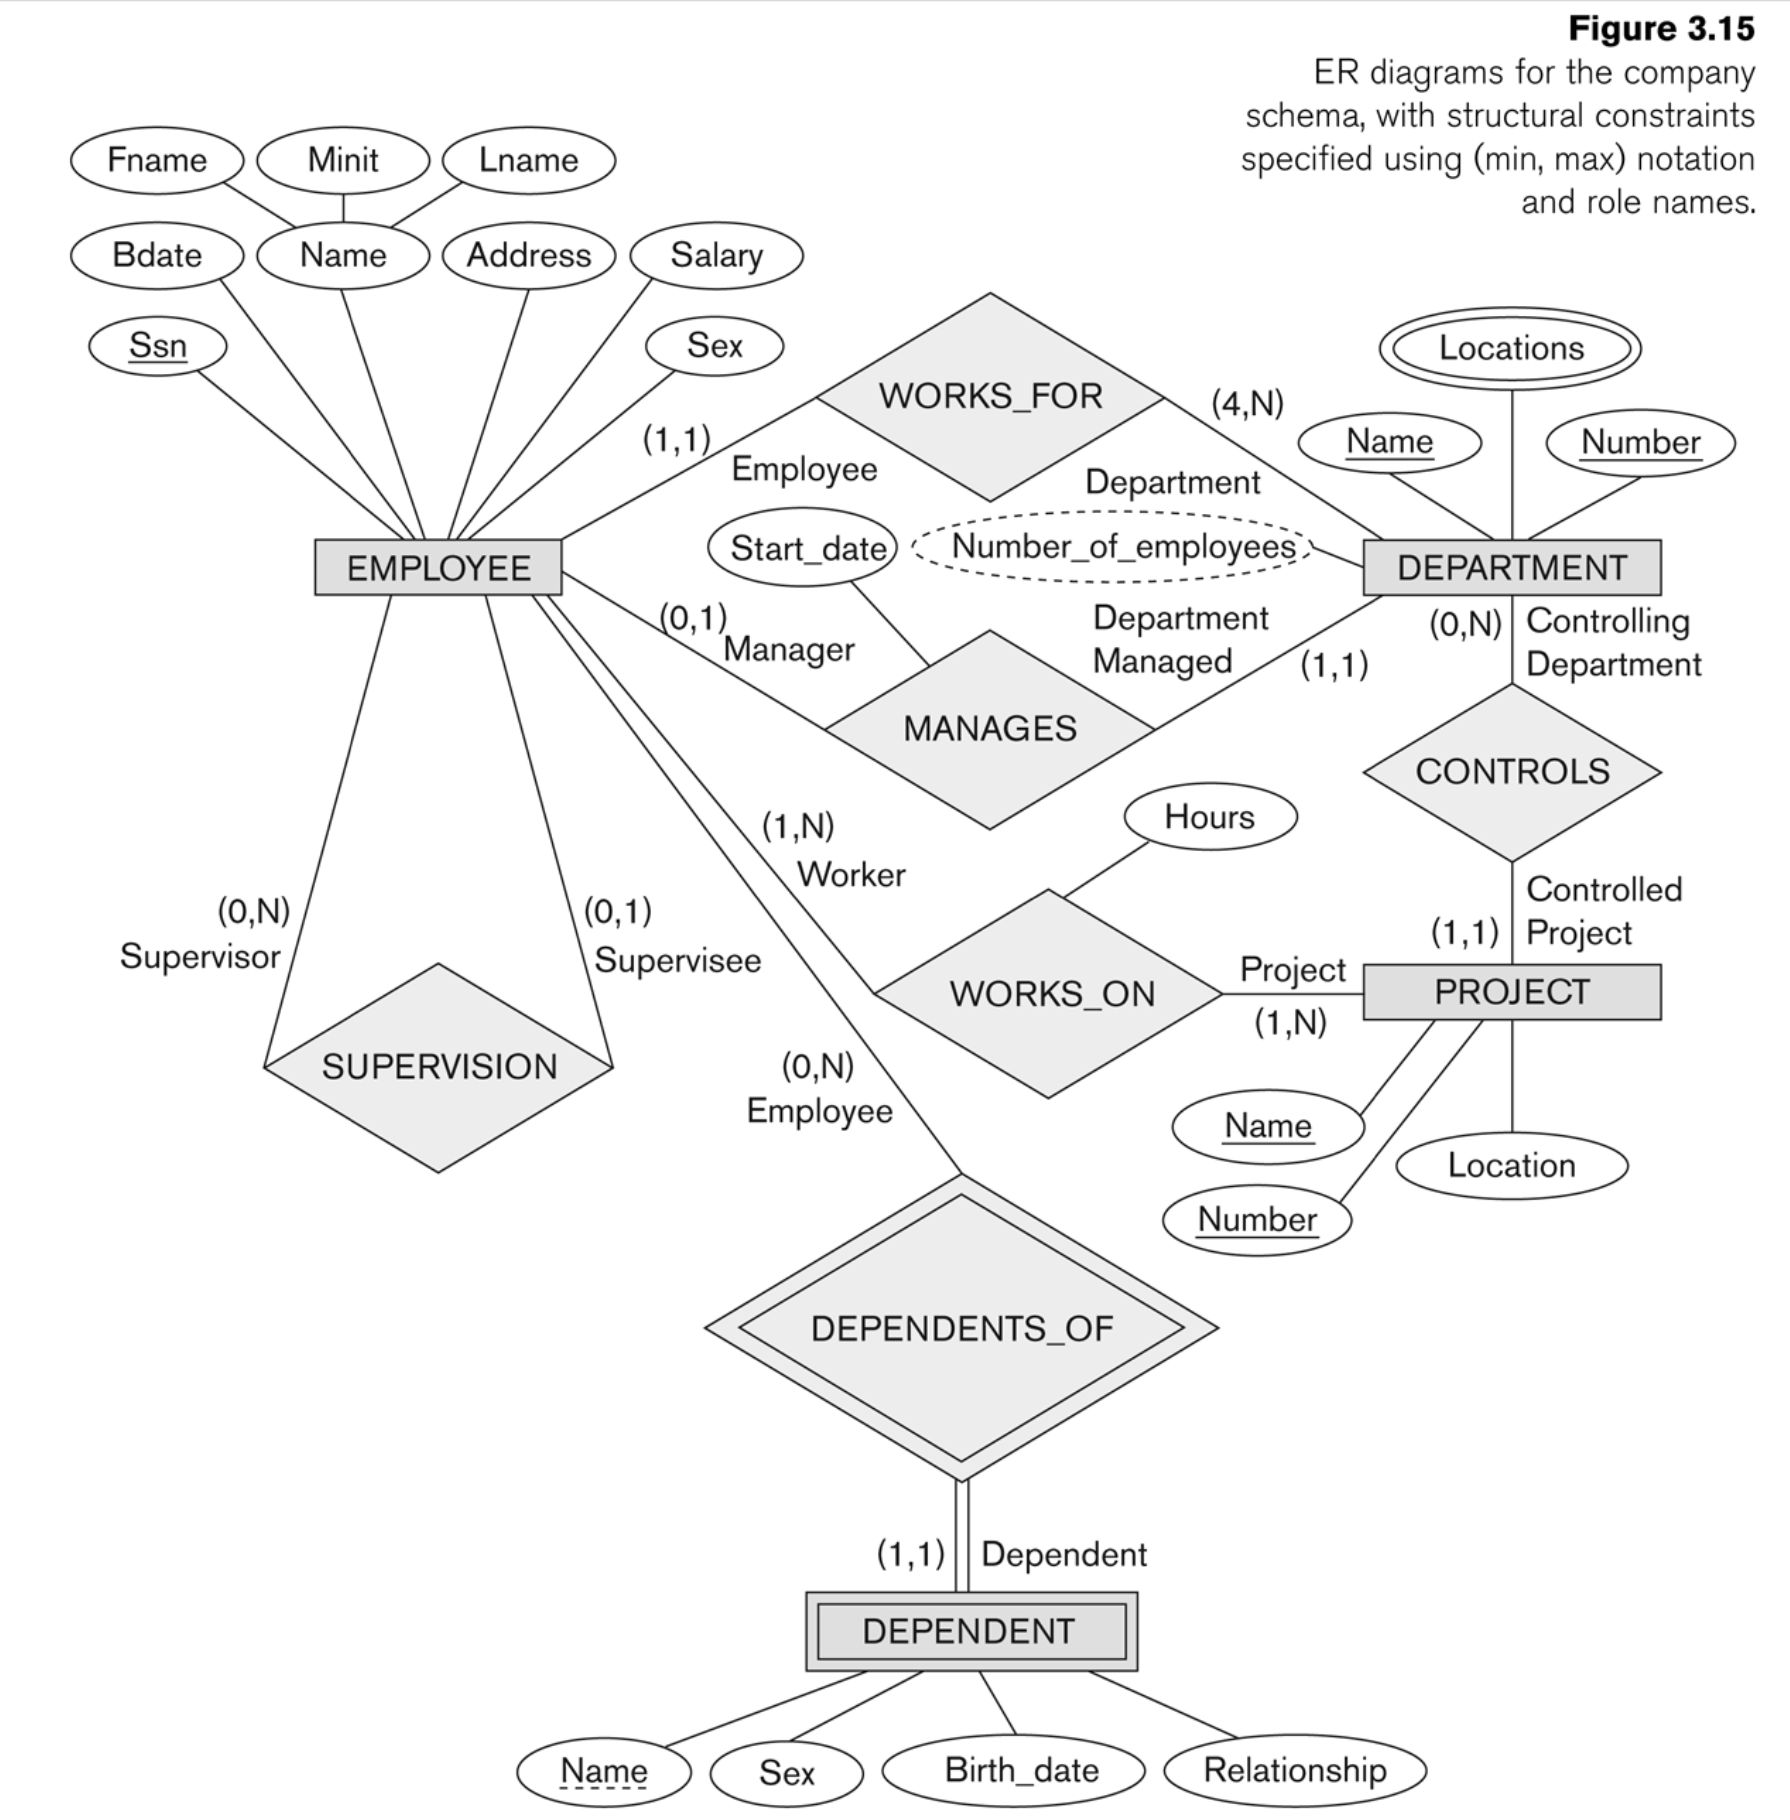 Figure 3.15
ER diagrams for the company
schema, with structural constraints
specified using (min, max) notation
and role names.
Fname
Minit
Lname
Bdate
Name
Address
Salary
Ssn
Sex
WORKS_FOR
(1,1)
Employee
(4,N)
Department
Locations
Name
Number
Start_date
Number_of_employees
EMPLOYEE
DEPARTMENT
(0,1)
Manager
Department
Managed
(1,1)
MANAGES
(0,N)
Controlling
Department
CONTROLS
Hours
(1,N)
Worker
(0,N)
Supervisor
(0,1)
Supervisee
SUPERVISION
Controlled
Project
(1,1)
WORKS_ON
Project
(1,N)
PROJECT
(0,N)
Employee
Name
Number
Location
DEPENDENTS_OF
(1,1)
Dependent
DEPENDENT
Name
Sex
Birth_date
Relationship